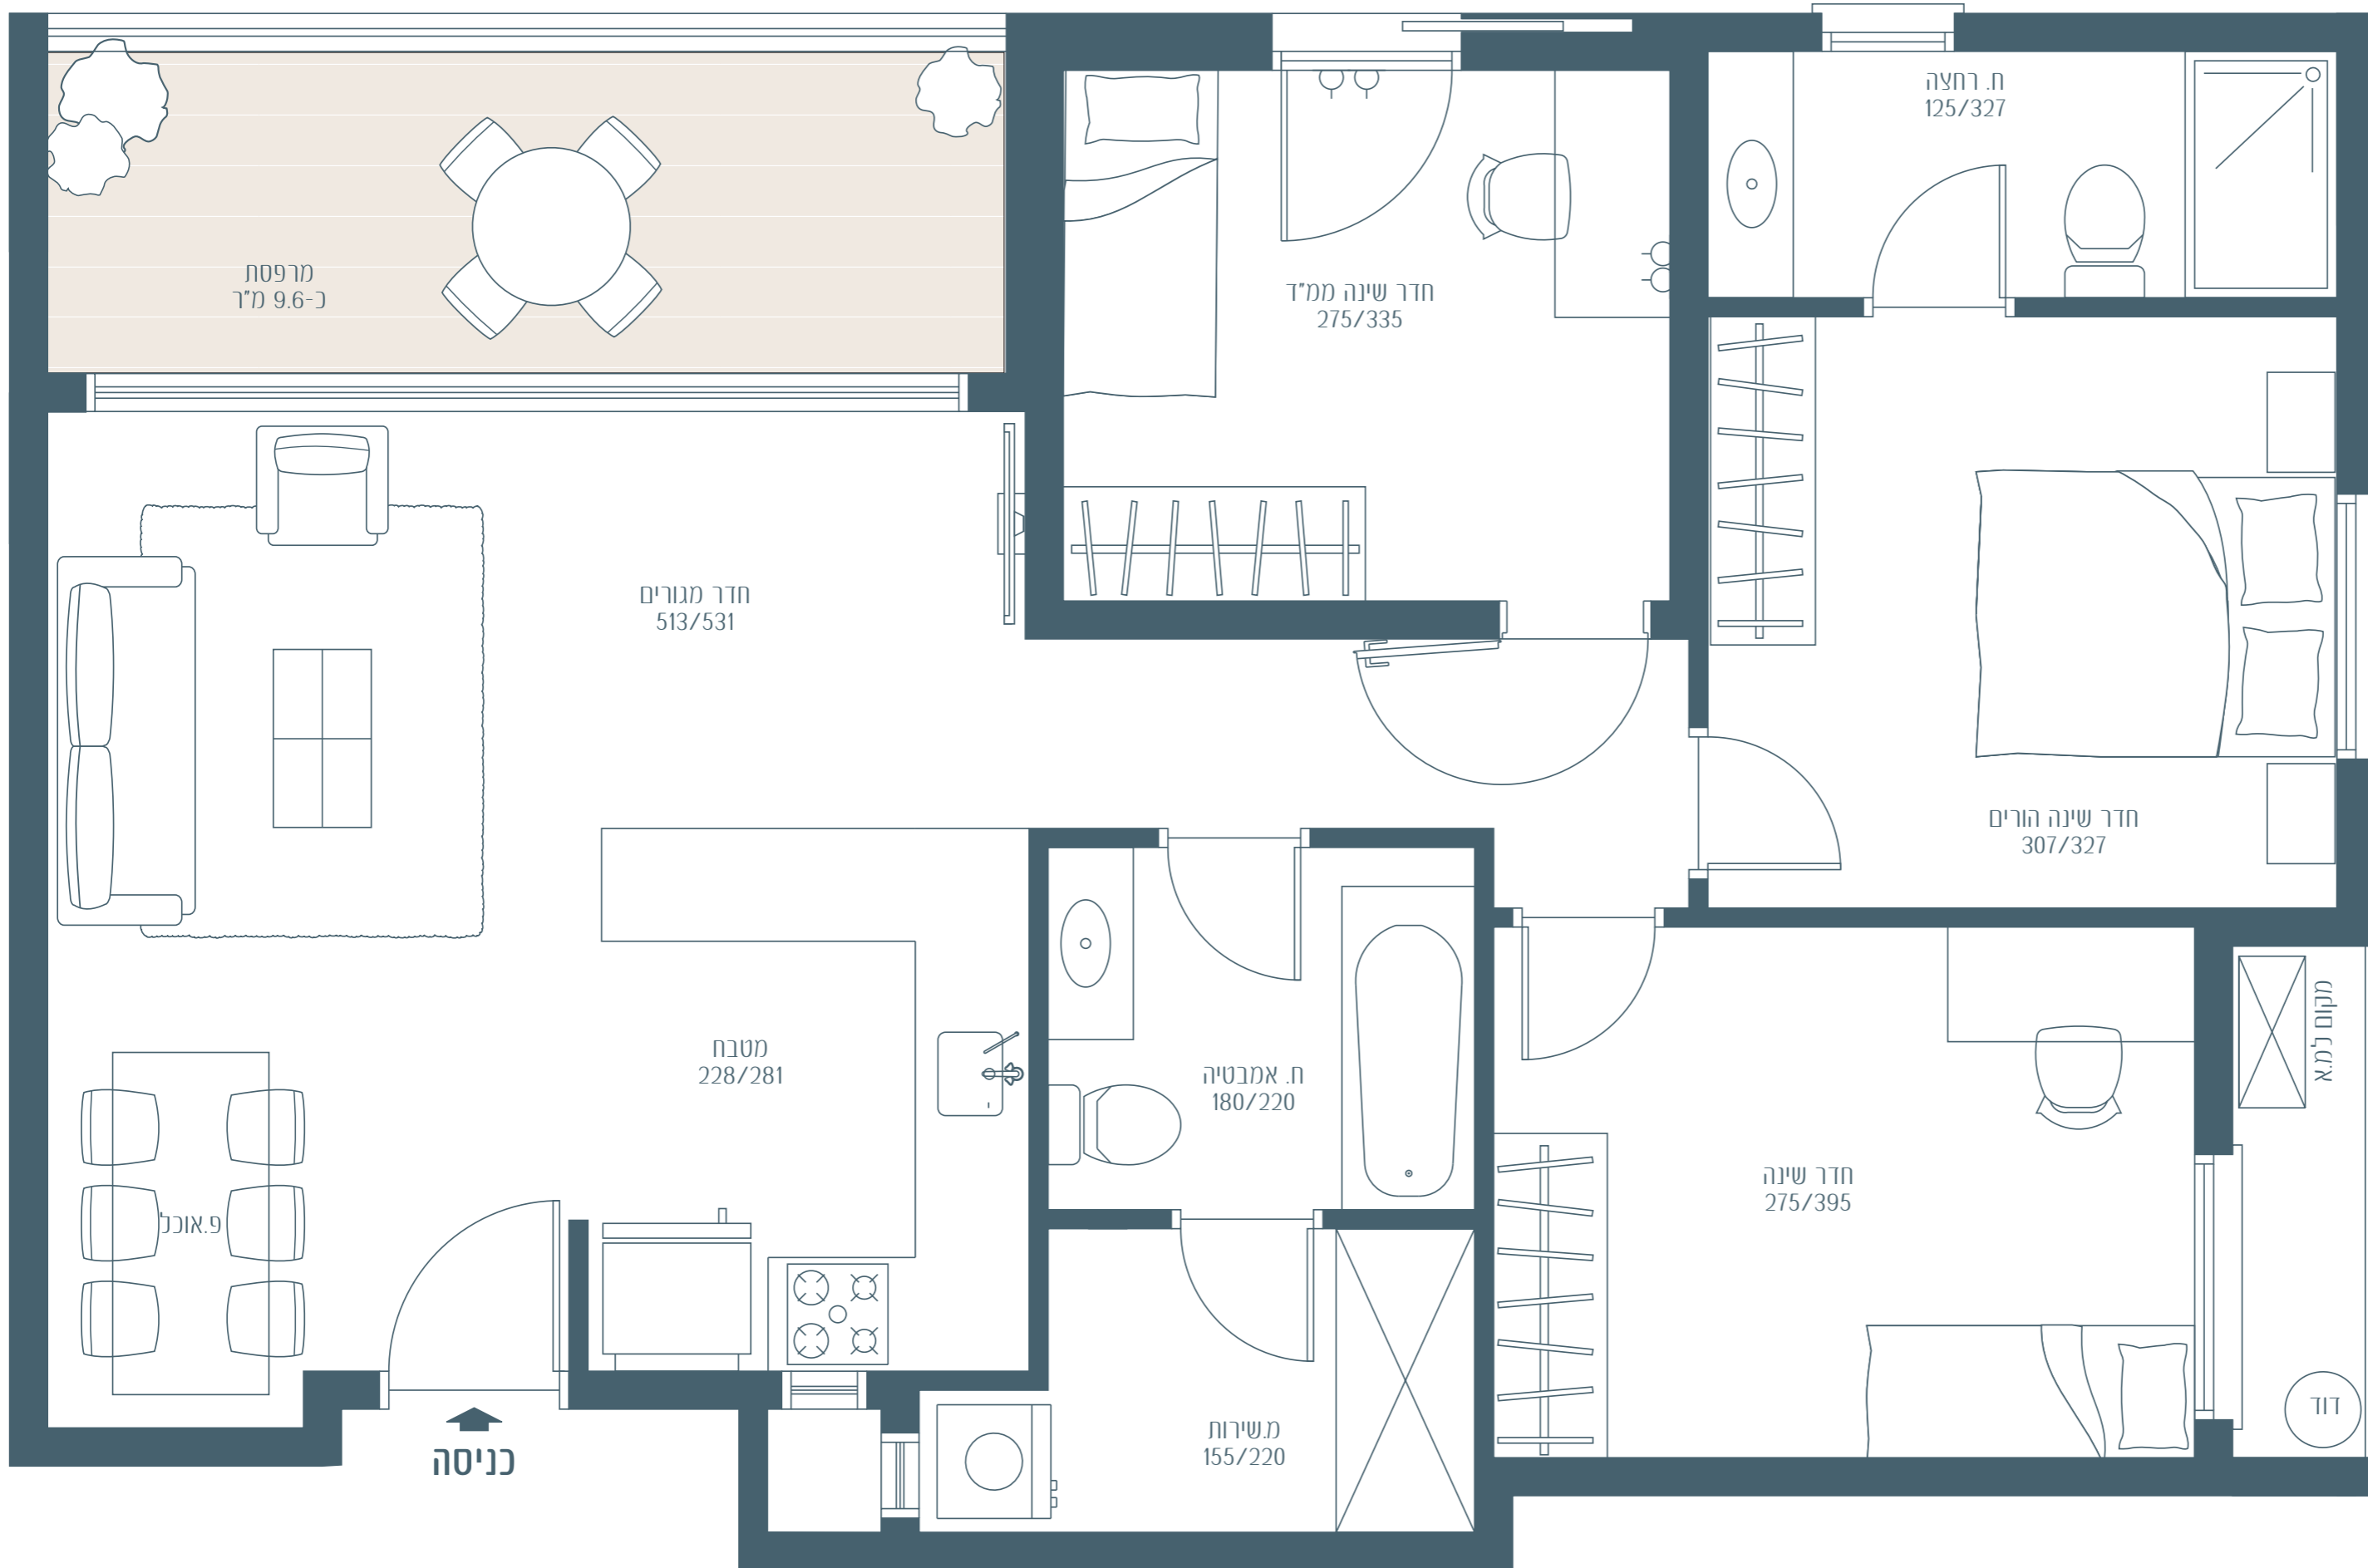 ח. רחצה
125/327
מרפסת
כ-9.6 מ"ר
חדר שינה ממ"ד
275/335
חדר מגורים
513/531
חדר שינה הורים
307/327
מטבח
228/281
ח. אמבטיה
180/220
מקום למ.א
חדר שינה
275/395
פ.אוכל
דוד
מ.שירות
155/220
כניסה